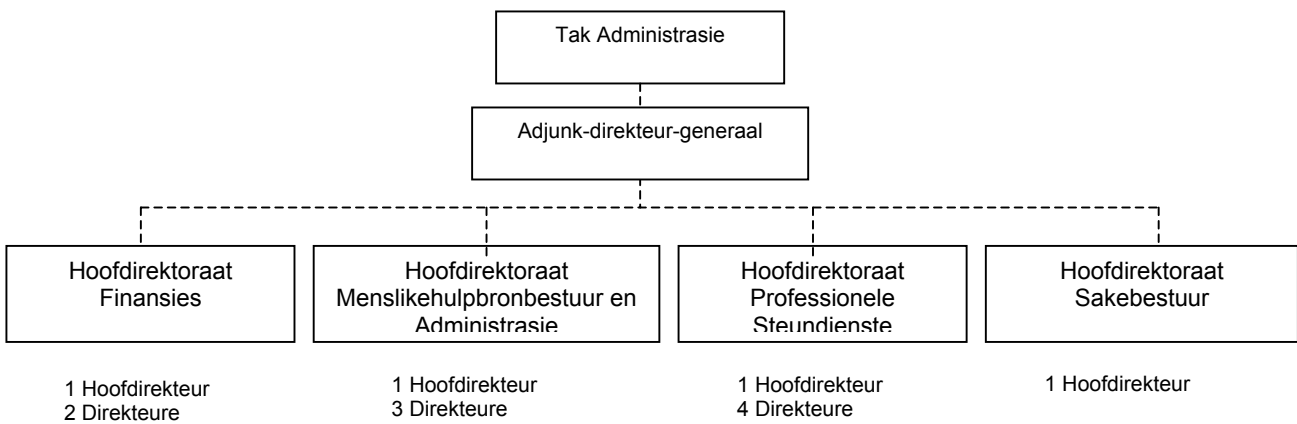 Tak Administrasie
Adjunk-direkteur-generaal
Hoofdirektoraat
Finansies
Hoofdirektoraat
Menslikehulpbronbestuur en
Administrasie
Hoofdirektoraat
Professionele
Steundienste
Hoofdirektoraat
Sakebestuur
1 Hoofdirekteur
2 Direkteure
1 Hoofdirekteur
3 Direkteure
1 Hoofdirekteur
4 Direkteure
1 Hoofdirekteur